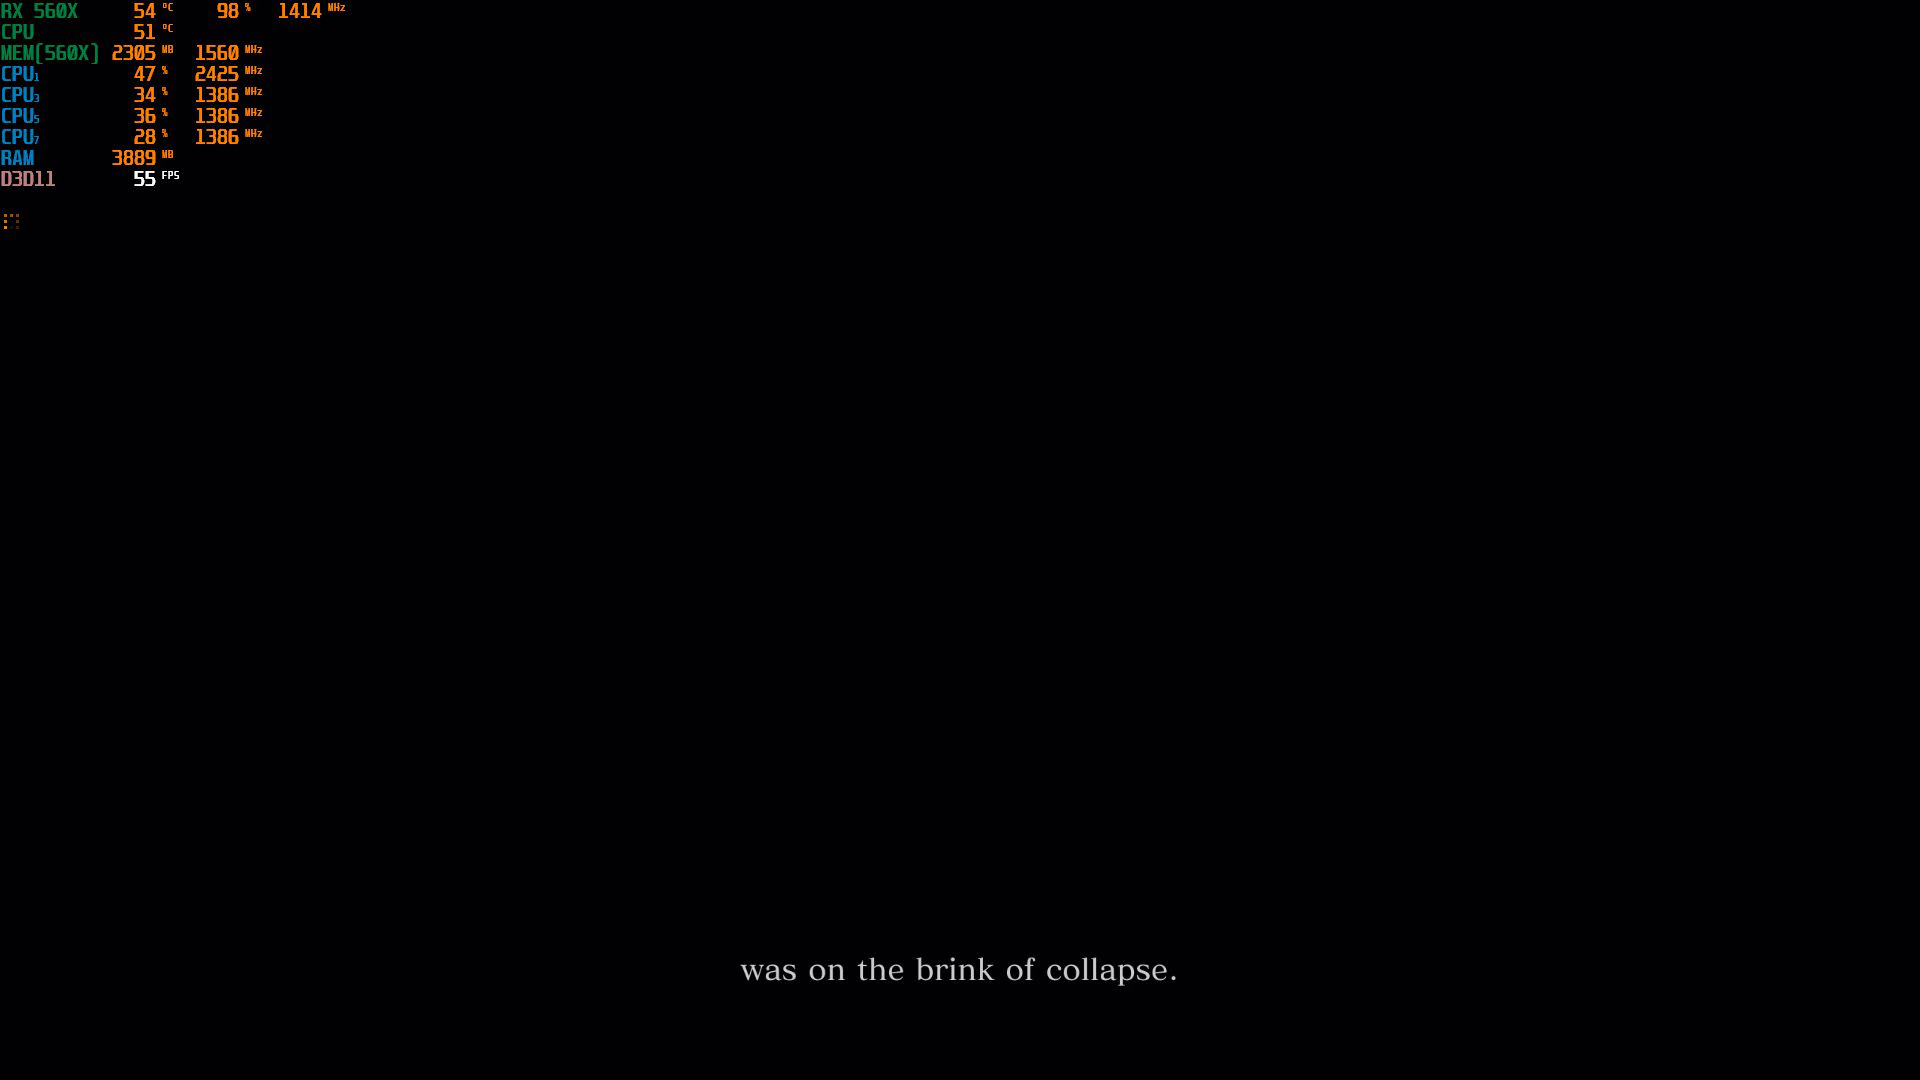 RX 560X 54 °C 98 % 1414 MHz
CPU 51 °C
MEM[560X] 2305 MB 1560 MHz
CPU1 47 % 2425 MHz
CPU3 34 % 1386 MHz
CPU5 36 % 1386 MHz
CPU7 28 % 1386 MHz
RAM 3889 MB
D3D11 55 FPS
was on the brink of collapse.